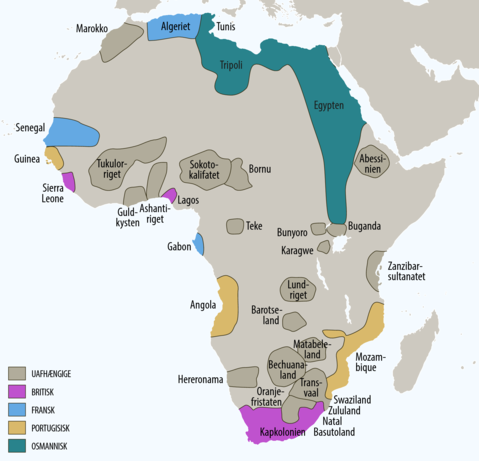 Marokko
Algeriet
Tunis
Tripoli
Egypten
Senegal
Guinea
Sierra
Leone
Tukulor-
riget
Sokoto-
kalifatet
Bornu
Abessi-
nien
Guld-
kysten
Ashanti-
riget
Lagos
Teke
Gabon
Bunyoro
Buganda
Karagwe
Zanzibar-
sultanatet
Lund-
riget
Angola
Barotse-
land
Matabele-
land
Mozam-
bique
Bechuana-
land
Hereronama
Trans-
vaal
Oranje-
fristaten
Swaziland
Zululand
Natal
Basutoland
Kapkolonien
UAFHÆNGIGE
BRITISK
FRANSK
PORTUGISISK
OSMANNISK